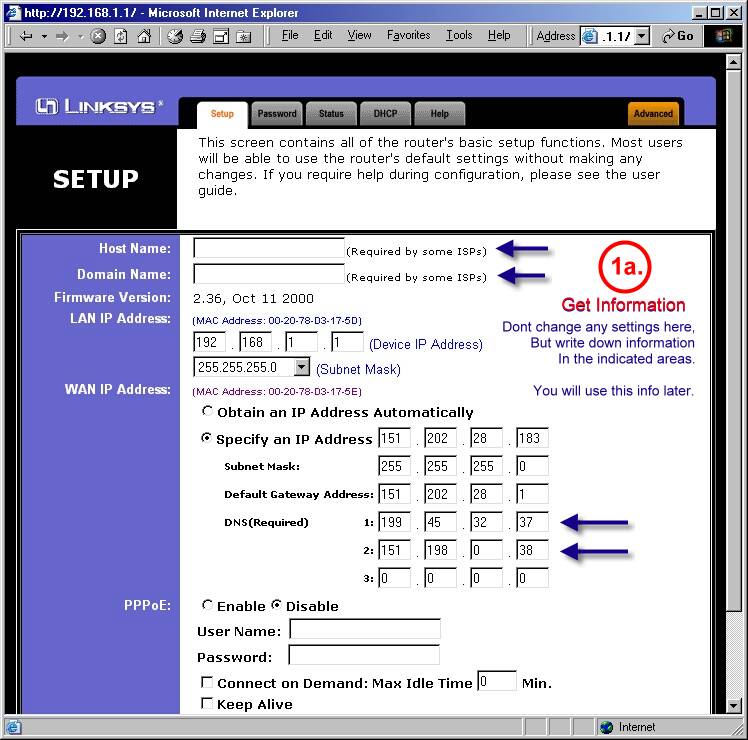 http://192.168.1.1/ - Microsoft Internet Explorer
File Edit View Favorites Tools Help Address .1.1/ Go
LINKSYS®
Setup Password Status DHCP Help Advanced
SETUP
This screen contains all of the router's basic setup functions. Most users
will be able to use the router's default settings without making any
changes. If you require help during configuration, please see the user
guide.
Host Name: (Required by some ISPs)
Domain Name: (Required by some ISPs)
1a.
Get Information
Dont change any settings here,
But write down information
In the indicated areas.
You will use this info later.
Firmware Version: 2.36, Oct 11 2000
LAN IP Address: (MAC Address: 00-20-78-D3-17-5D)
192 . 168 . 1 . 1 (Device IP Address)
255.255.255.0 (Subnet Mask)
WAN IP Address: (MAC Address: 00-20-78-D3-17-5E)
Obtain an IP Address Automatically
Specify an IP Address 151 . 202 . 28 . 183
Subnet Mask: 255 . 255 . 255 . 0
Default Gateway Address: 151 . 202 . 28 . 1
DNS(Required) 1: 199 . 45 . 32 . 37
2: 151 . 198 . 0 . 38
3: 0 . 0 . 0 . 0
PPPoE: Enable Disable
User Name:
Password:
Connect on Demand: Max Idle Time 0 Min.
Keep Alive
Internet